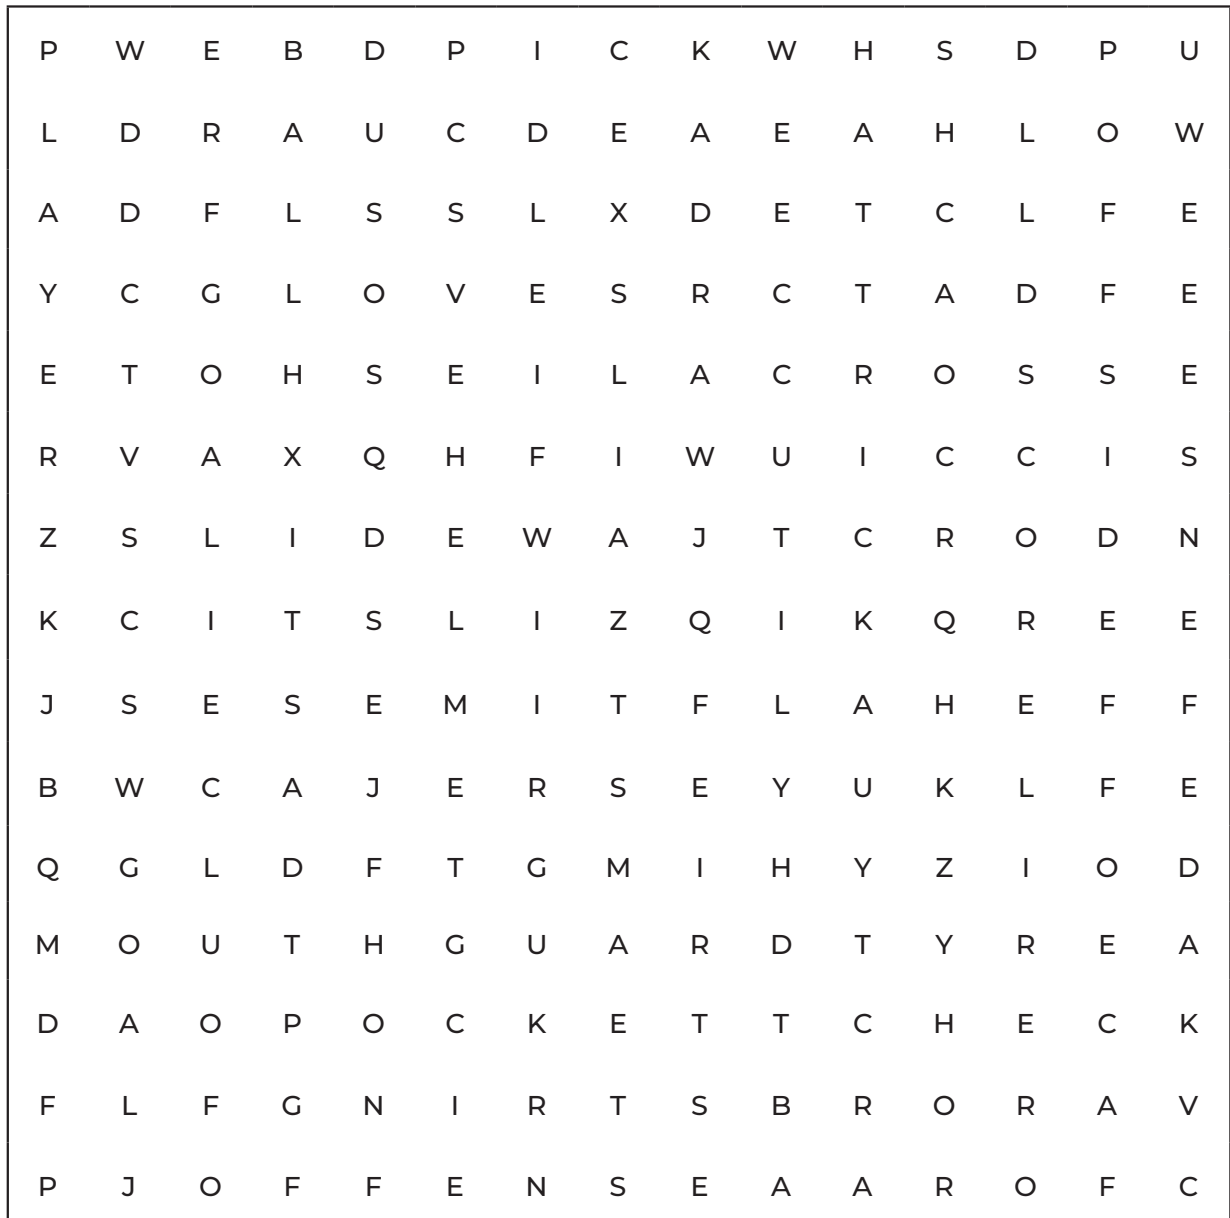 P W E B D P I C K W H S D P U
L D R A U C D E A E A H L O W
A D F L S S L X D E T C L F E
Y C G L O V E S R C T A D F E
E T O H S E I L A C R O S S E
R V A X Q H F I W U I C C I S
Z S L I D E W A J T C R O D N
K C I T S L I Z Q I K Q R E E
J S E S E M I T F L A H E F F
B W C A J E R S E Y U K L F E
Q G L D F T G M I H Y Z I O D
M O U T H G U A R D T Y R E A
D A O P O C K E T T C H E C K
F L F G N I R T S B R O R A V
P J O F F E N S E A A R O F C